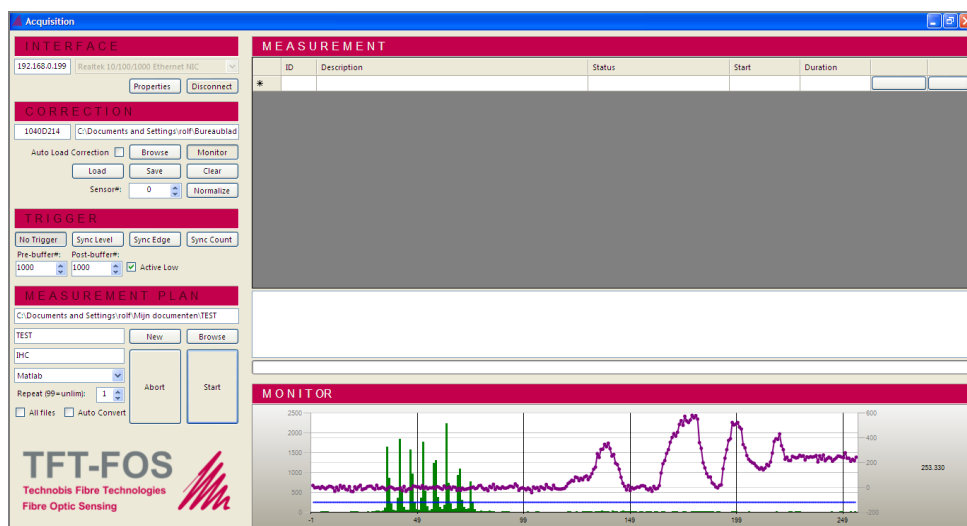 Acquisition
INTERFACE
192.168.0.199 Realtek 10/100/1000 Ethernet NIC
Properties Disconnect
CORRECTION
1040D214 C:\Documents and Settings\rolf\Bureaublad
Auto Load Correction Browse Monitor
Load Save Clear
Sensor#: 0 Normalize
TRIGGER
No Trigger Sync Level Sync Edge Sync Count
Pre-buffer#: Post-buffer#:
1000 1000 Active Low
MEASUREMENT PLAN
C:\Documents and Settings\rolf\Mijn documenten\TEST
TEST New Browse
IHC
Matlab
Abort Start
Repeat (99=unlim): 1
All files Auto Convert
TFT-FOS
Technobis Fibre Technologies
Fibre Optic Sensing
MEASUREMENT
ID Description Status Start Duration
MONITOR
2500 600
2000 400
1500
1000 200
500 0
0 -200
-1 49 99 149 199 249
253.330